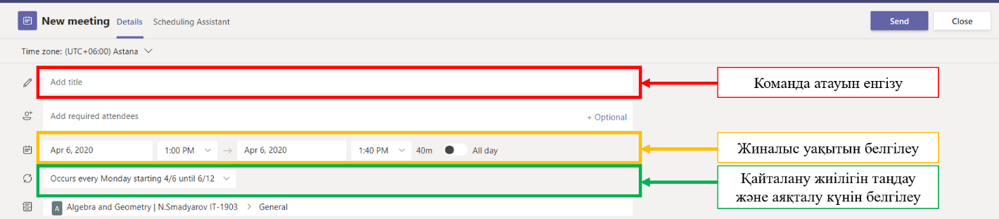 New meeting Details Scheduling Assistant Send Close
Time zone: (UTC+06:00) Astana
Add title
Команда атауын енгізу
Add required attendees + Optional
Apr 6, 2020 1:00 PM → Apr 6, 2020 1:40 PM 40m All day
Жиналыс уақытын белгілеу
Occurs every Monday starting 4/6 until 6/12
Қайталану жиілігін таңдау
және аяқталу күнін белгілеу
A Algebra and Geometry | N.Smadyarov IT-1903 > General